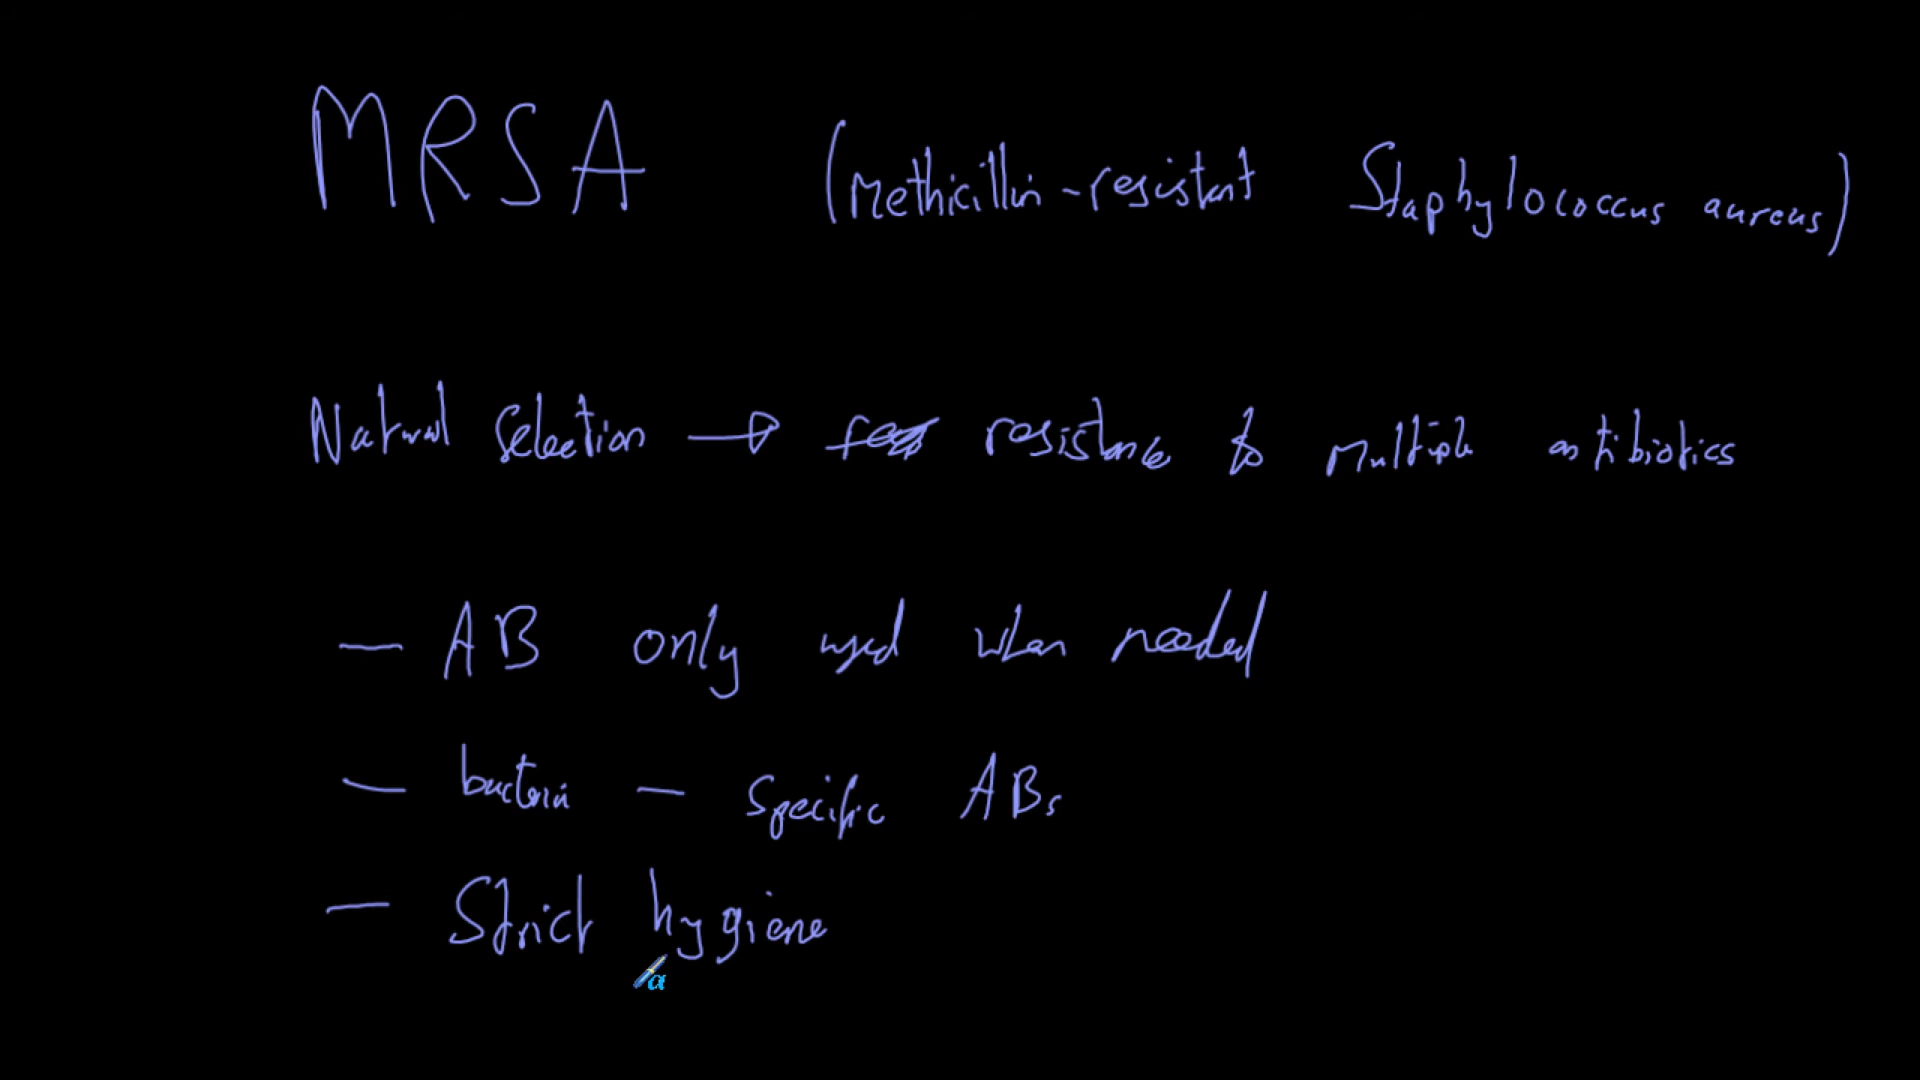 MRSA (Methicillin-resistant Staphylococcus aureus)
Natural Selection → resistance to multiple antibiotics
— AB only used when needed
— bacteria — Specific ABs
— Strict hygiene